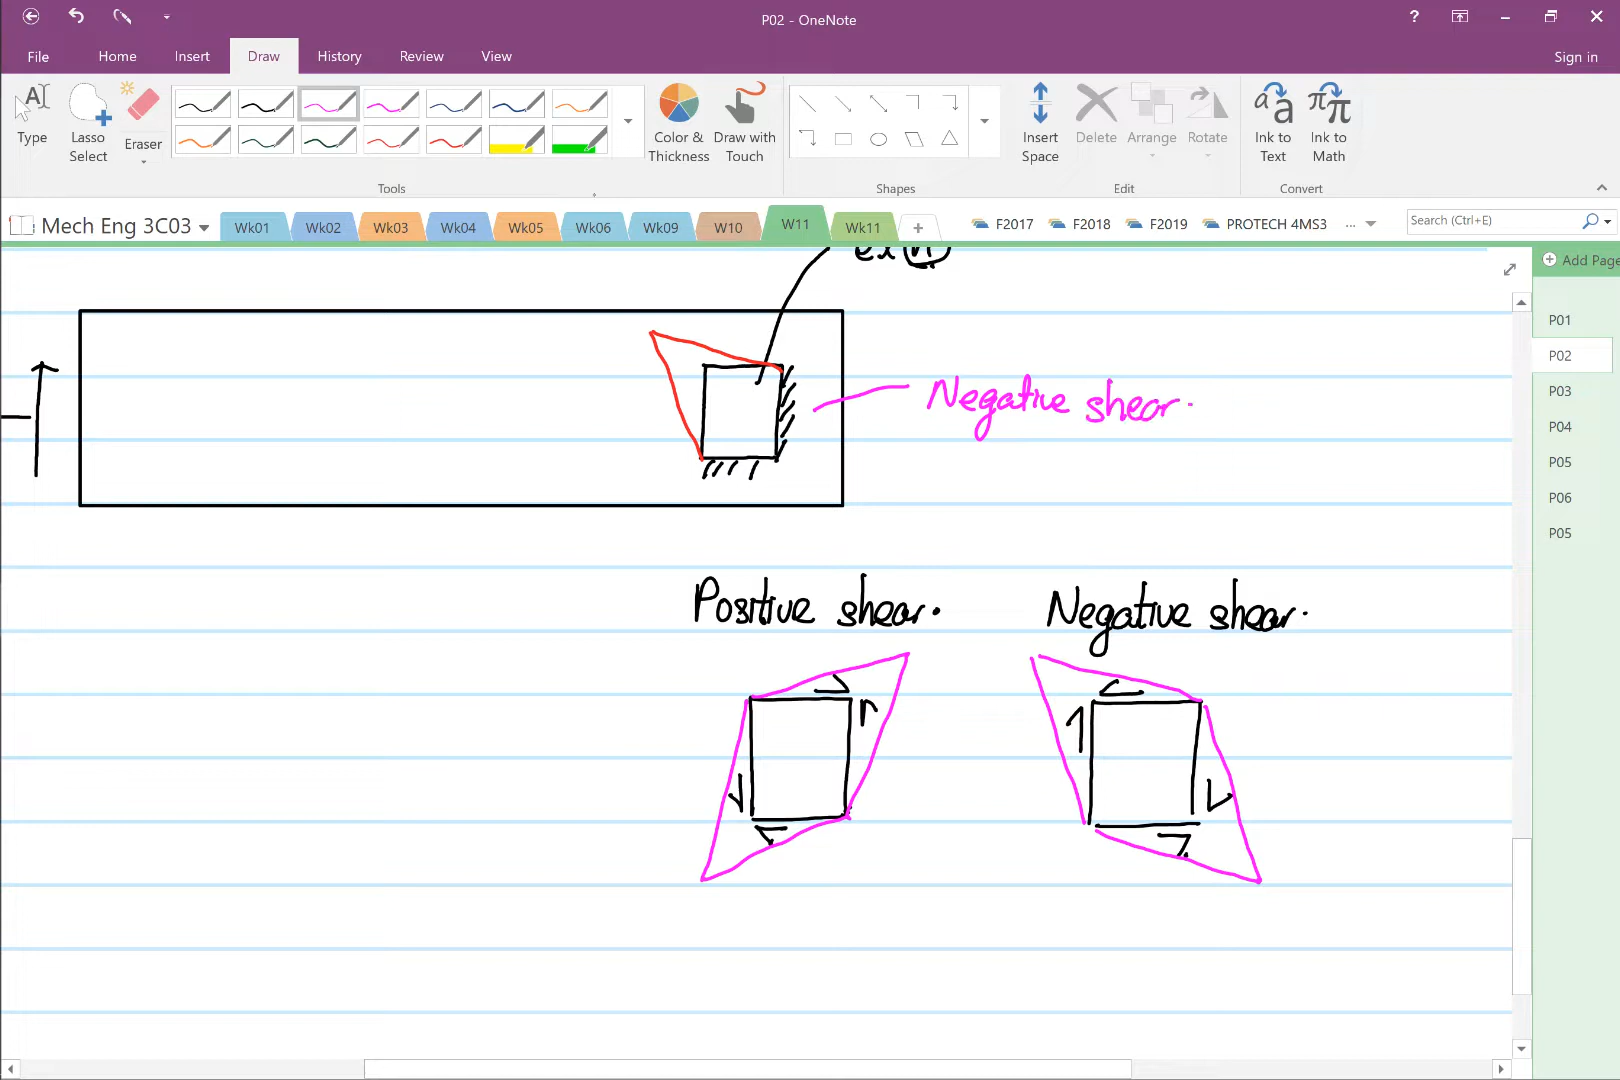 P02 - OneNote
?
File Home Insert Draw History Review View
Sign in
Type
Lasso Select
Eraser
Color & Thickness
Draw with Touch
Insert Space
Delete
Arrange
Rotate
Ink to Text
Ink to Math
Tools
Shapes
Edit
Convert
Mech Eng 3C03
Wk01 Wk02 Wk03 Wk04 Wk05 Wk06 Wk09 W10 W11 Wk11 +
F2017 F2018 F2019 PROTECH 4MS3 ...
Search (Ctrl+E)
Add Page
P01
P02
P03
P04
P05
P06
P05
Negative shear.
Positive shear.
Negative shear.